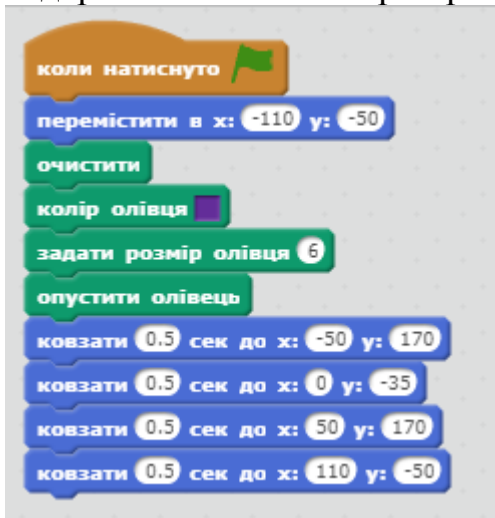 коли натиснуто
перемістити в x: -110 y: -50
очистити
колір олівця
задати розмір олівця 6
опустити олівець
ковзати 0.5 сек до x: -50 y: 170
ковзати 0.5 сек до x: 0 y: -35
ковзати 0.5 сек до x: 50 y: 170
ковзати 0.5 сек до x: 110 y: -50